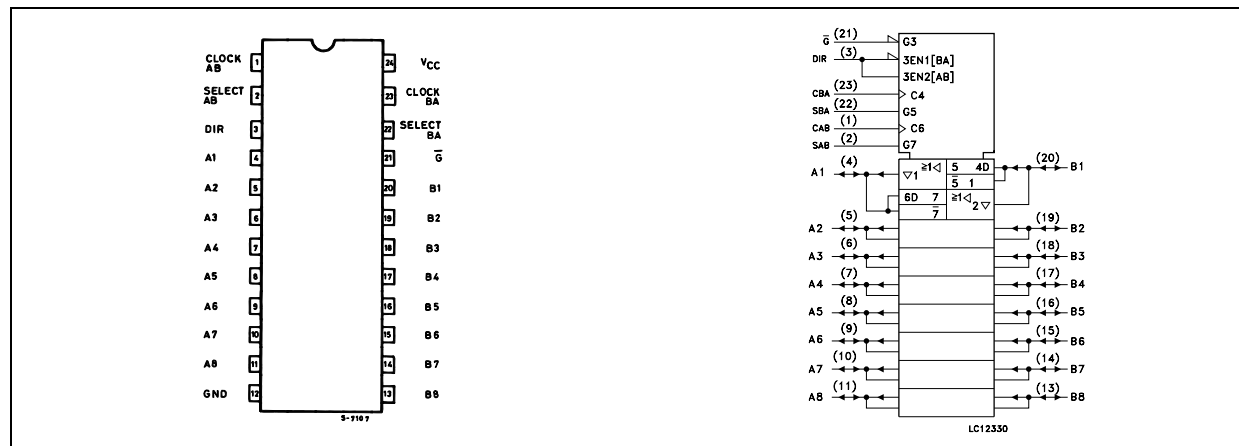 CLOCK AB 1 24 VCC
SELECT AB 2 23 CLOCK BA
DIR 3 22 SELECT BA
A1 4 21 G̅
A2 5 20 B1
A3 6 19 B2
A4 7 18 B3
A5 8 17 B4
A6 9 16 B5
A7 10 15 B6
A8 11 14 B7
GND 12 13 B8
S-7107
G̅ (21) G3
DIR (3) 3EN1[BA]
3EN2[AB]
CBA (23) C4
SBA (22) G5
CAB (1) C6
SAB (2) G7
A1 (4) ▽1 ≥1◁ 5 4D (20) B1
5̅ 1
6D 7 ≥1◁ 2▽
7̅
A2 (5) (19) B2
A3 (6) (18) B3
A4 (7) (17) B4
A5 (8) (16) B5
A6 (9) (15) B6
A7 (10) (14) B7
A8 (11) (13) B8
LC12330